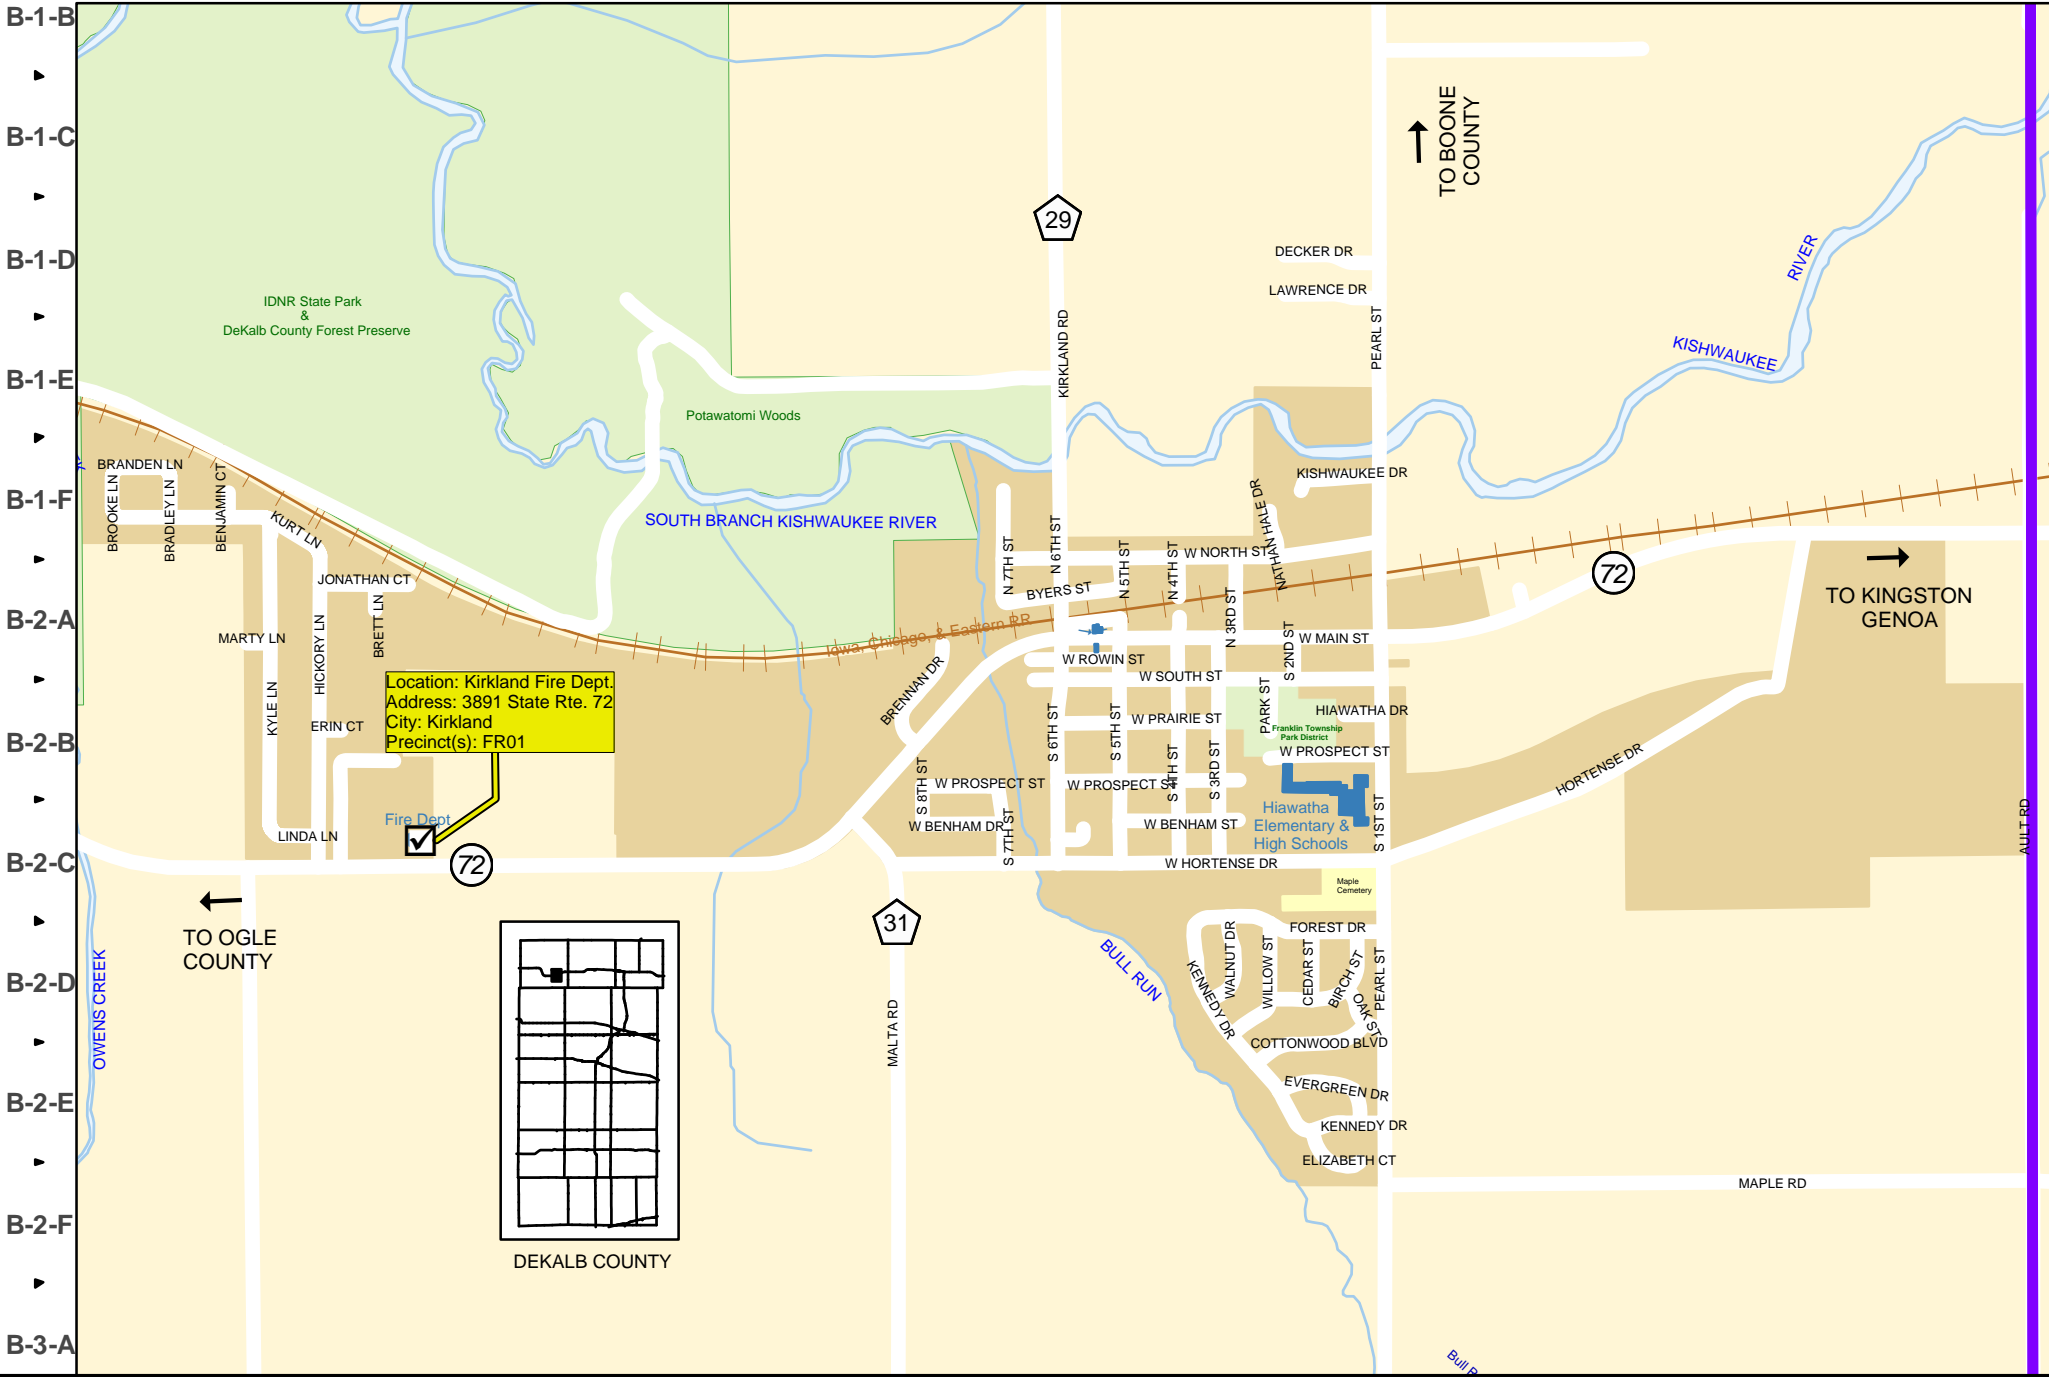 B-1-B
B-1-C
B-1-D
B-1-E
B-1-F
B-2-A
B-2-B
B-2-C
B-2-D
B-2-E
B-2-F
B-3-A
TO BOONE
COUNTY
29
DECKER DR
LAWRENCE DR
PEARL ST
KIRKLAND RD
RIVER
KISHWAUKEE
IDNR State Park
&
DeKalb County Forest Preserve
Potawatomi Woods
SOUTH BRANCH KISHWAUKEE RIVER
BRANDEN LN
BROOKE LN
BRADLEY LN
BENJAMIN CT
KURT LN
JONATHAN CT
BRETT LN
HICKORY LN
MARTY LN
KYLE LN
ERIN CT
LINDA LN
KISHWAUKEE DR
NATHAN HALE DR
W NORTH ST
N 7TH ST
N 6TH ST
N 5TH ST
N 4TH ST
N 3RD ST
BYERS ST
Iowa, Chicago, & Eastern RR
72
TO KINGSTON
GENOA
W MAIN ST
W ROWIN ST
W SOUTH ST
S 2ND ST
PARK ST
BRENNAN DR
W PRAIRIE ST
HIAWATHA DR
Franklin Township
Park District
W PROSPECT ST
S 6TH ST
S 5TH ST
S 4TH ST
S 3RD ST
S 8TH ST
W PROSPECT ST
W PROSPECT ST
W BENHAM DR
S 7TH ST
W BENHAM ST
W HORTENSE DR
Hiawatha
Elementary &
High Schools
S 1ST ST
HORTENSE DR
AULT RD
Location: Kirkland Fire Dept.
Address: 3891 State Rte. 72
City: Kirkland
Precinct(s): FR01
Fire Dept
72
TO OGLE
COUNTY
OWENS CREEK
31
MALTA RD
Maple
Cemetery
FOREST DR
WALNUT DR
WILLOW ST
CEDAR ST
BIRCH ST
OAK ST
PEARL ST
KENNEDY DR
COTTONWOOD BLVD
EVERGREEN DR
KENNEDY DR
ELIZABETH CT
BULL RUN
MAPLE RD
DEKALB COUNTY
Bull